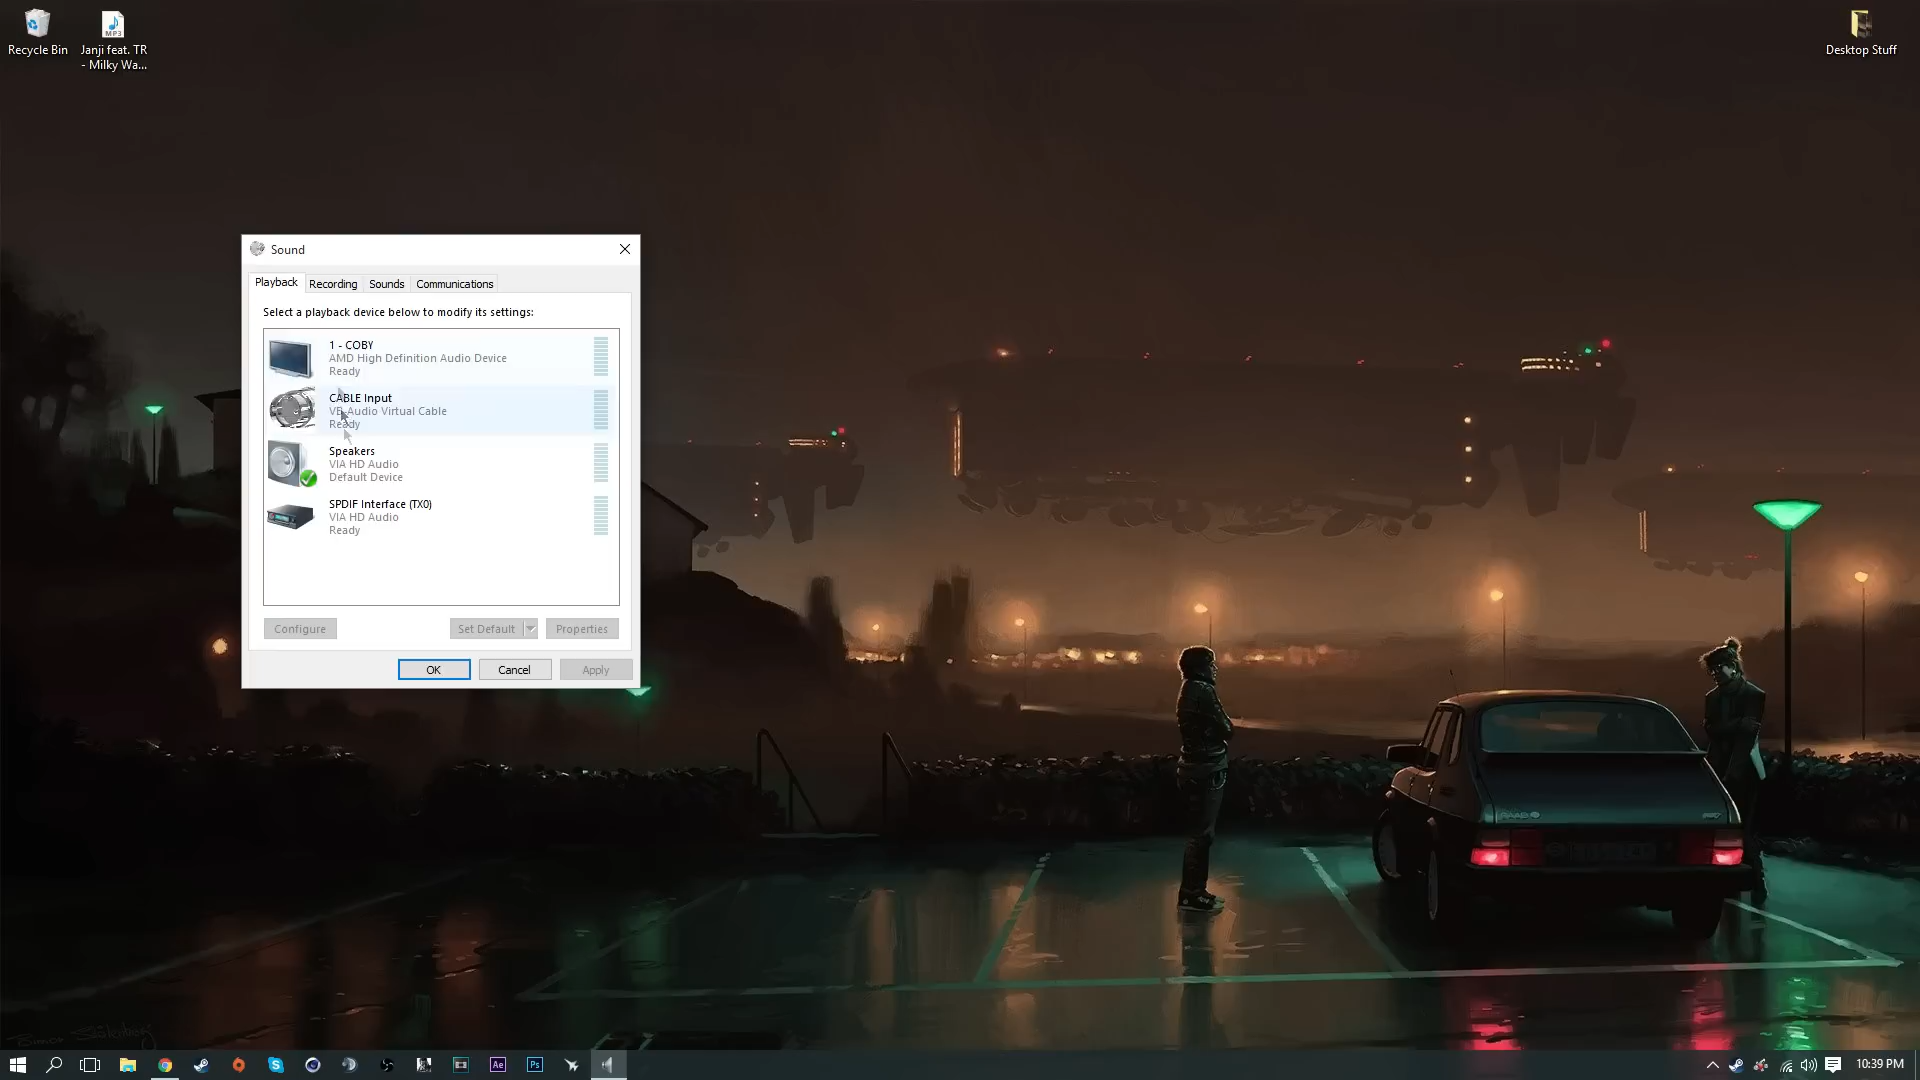 Recycle Bin
Janji feat. TR
- Milky Wa...
MP3
Desktop Stuff
Sound
Playback
Recording
Sounds
Communications
Select a playback device below to modify its settings:
1 - COBY
AMD High Definition Audio Device
Ready
CABLE Input
VB-Audio Virtual Cable
Ready
Speakers
VIA HD Audio
Default Device
SPDIF Interface (TX0)
VIA HD Audio
Ready
Configure
Set Default
Properties
OK
Cancel
Apply
Ae
Ps
10:39 PM